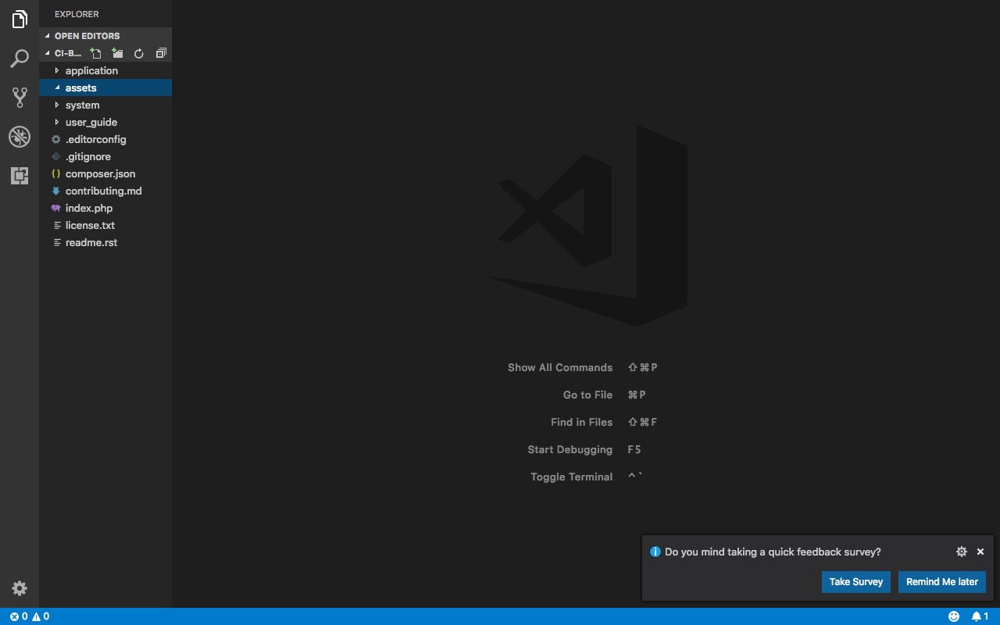 EXPLORER
OPEN EDITORS
CI-B...
application
assets
system
user_guide
.editorconfig
.gitignore
composer.json
contributing.md
index.php
license.txt
readme.rst
Show All Commands ⇧⌘P
Go to File ⌘P
Find in Files ⇧⌘F
Start Debugging F5
Toggle Terminal ^`
Do you mind taking a quick feedback survey?
Take Survey Remind Me later
0 0 1